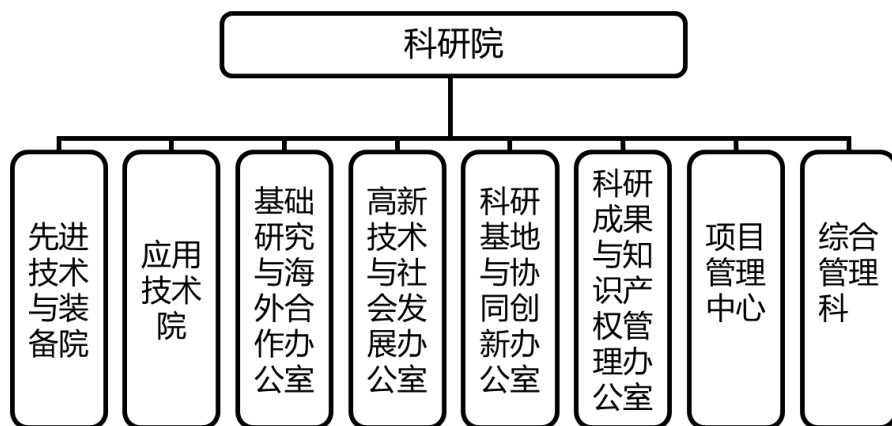 科研院
先进
技术
与装
备院
应用
技术
院
基础
研究
与海
外合
作办
公室
高新
技术
与社
会发
展办
公室
科研
基地
与协
同创
新办
公室
科研
成果
与知
识产
权管
理办
公室
项目
管理
中心
综合
管理
科